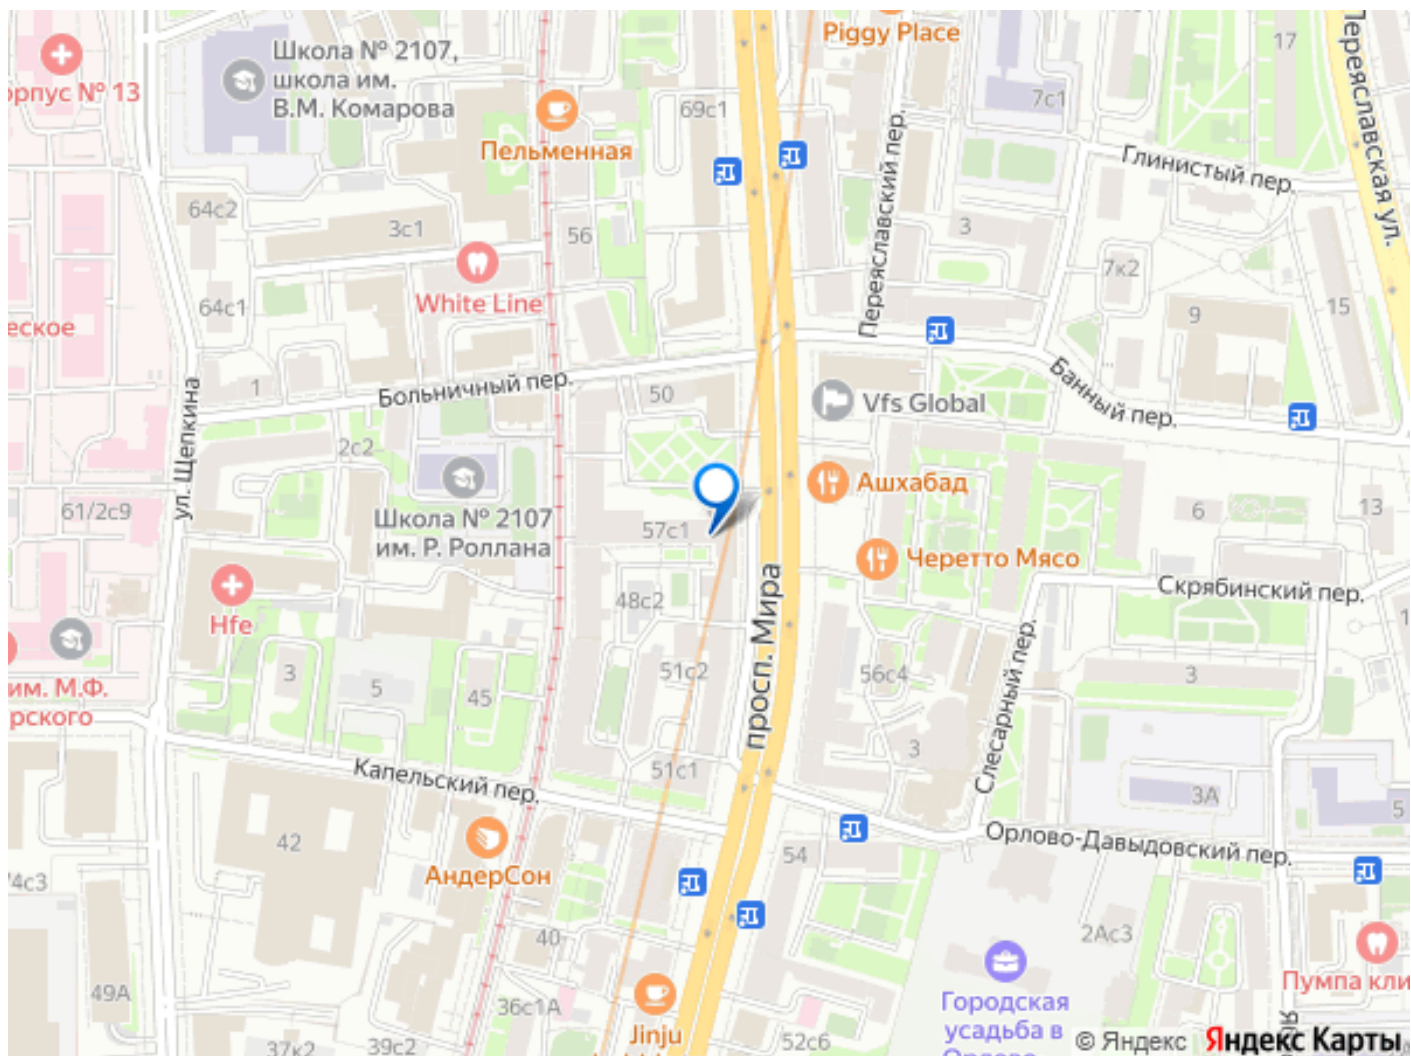 Piggy Place
Школа № 2107,
школа им.
В.М. Комарова
орпус № 13
17
7с1
69с1
Переяславская ул.
Пельменная
Глинистый пер.
Переяславский пер.
64с2
3с1
56
3
7к2
White Line
64с1
9
15
еское
1
Больничный пер.
50
Vfs Global
Банный пер.
ул. Щепкина
2с2
Ашхабад
61/2с9
Школа № 2107
им. Р. Роллана
57с1
6
13
Черетто Мясо
Скрябинский пер.
Hfe
48с2
просп. Мира
им. М.Ф.
рского
3
5
45
51с2
56с4
3
Слесарный пер.
3
Капельский пер.
51с1
3А
5
42
Орлово-Давыдовский пер.
АндерСон
54
74с3
40
2Ас3
49А
36с1А
Jinju
Городская
усадьба в
Пумпа кли
37к2
39с2
52с6
© Яндекс Яндекс Карты